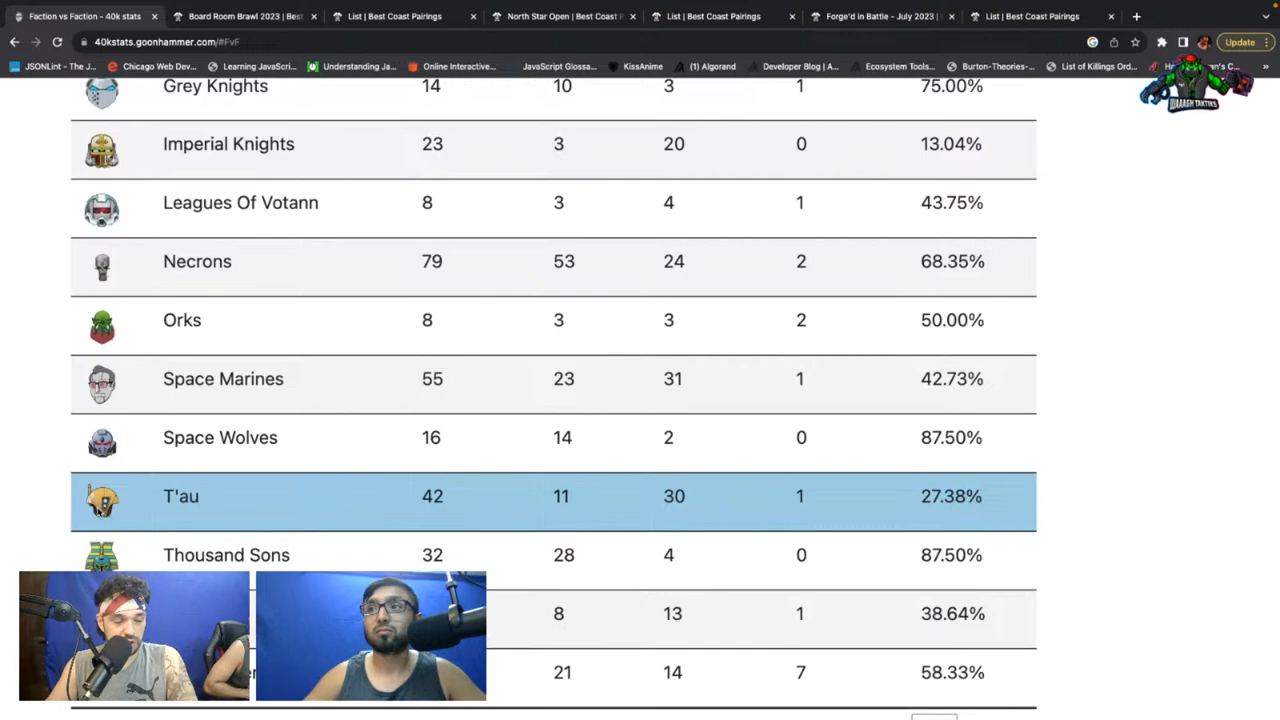 Faction vs Faction - 40k stats
Board Room Brawl 2023 | Best
List | Best Coast Pairings
North Star Open | Best Coast P
List | Best Coast Pairings
Forge'd in Battle - July 2023 |
List | Best Coast Pairings
40kstats.goonhammer.com/#FvF
Update
JSONLint - The J...
Chicago Web Dev...
Learning JavaScri...
Understanding Ja...
Online Interactive...
JavaScript Glossa...
KissAnime
(1) Algorand
Developer Blog | A...
Ecosystem Tools...
Burton-Theories-...
List of Killings Ord...
WAAAGH TAKTIKS
Grey Knights 14 10 3 1 75.00%
Imperial Knights 23 3 20 0 13.04%
Leagues Of Votann 8 3 4 1 43.75%
Necrons 79 53 24 2 68.35%
Orks 8 3 3 2 50.00%
Space Marines 55 23 31 1 42.73%
Space Wolves 16 14 2 0 87.50%
T'au 42 11 30 1 27.38%
Thousand Sons 32 28 4 0 87.50%
8 13 1 38.64%
21 14 7 58.33%